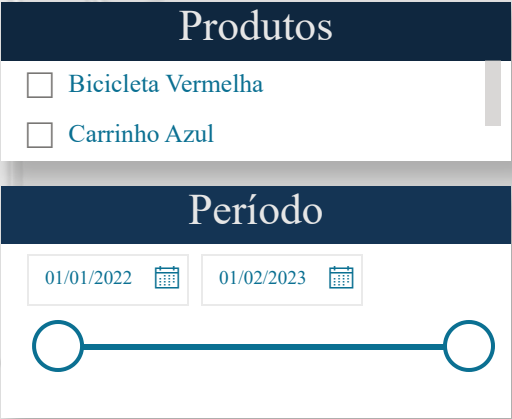 Produtos
Bicicleta Vermelha
Carrinho Azul
Período
01/01/2022 01/02/2023